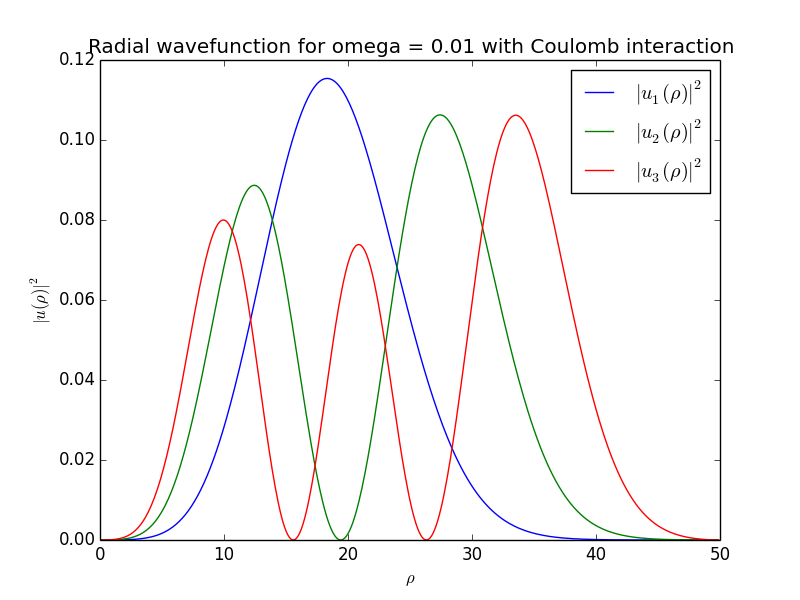 Radial wavefunction for omega = 0.01 with Coulomb interaction
|u₁(ρ)|²
|u₂(ρ)|²
|u₃(ρ)|²
|u(ρ)|²
0.12
0.10
0.08
0.06
0.04
0.02
0.00
0 10 20 30 40 50
ρ